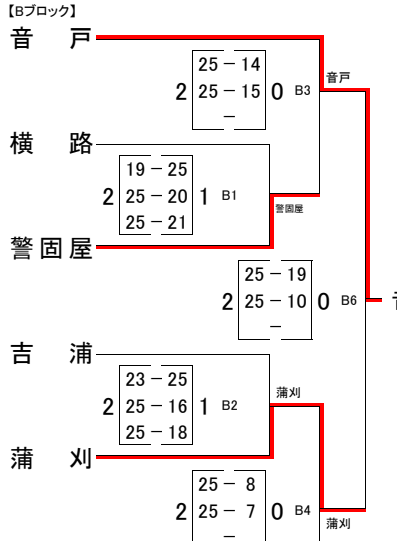 【Bブロック】
音 戸
25 － 14
2 25 － 15 0 B3
－
音戸
横 路
19 － 25
2 25 － 20 1 B1
25 － 21
警固屋
警固屋
25 － 19
2 25 － 10 0 B6
－
吉 浦
23 － 25
2 25 － 16 1 B2
25 － 18
蒲刈
蒲 刈
25 － 8
2 25 － 7 0 B4
－
蒲刈